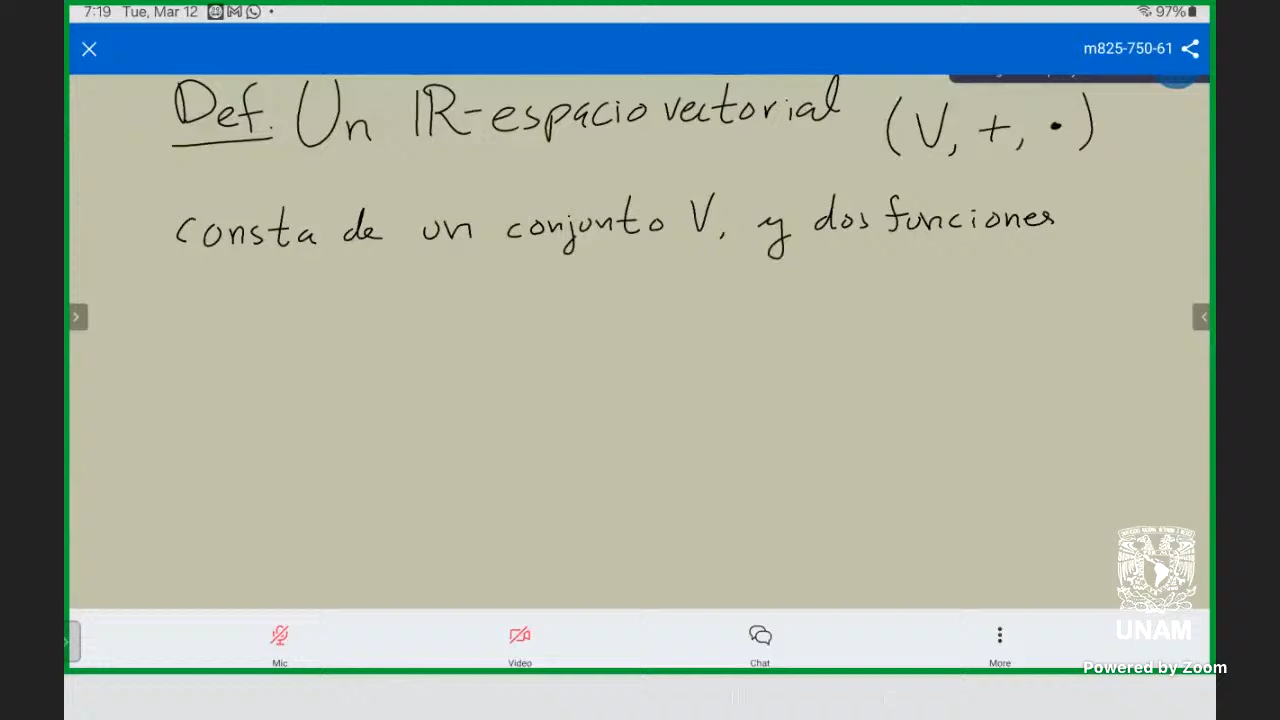 7:19 Tue, Mar 12 97%
m825-750-61
Def. Un IR-espacio vectorial (V, +, •)
consta de un conjunto V, y dos funciones
Mic Video Chat More
UNAM
Powered by Zoom